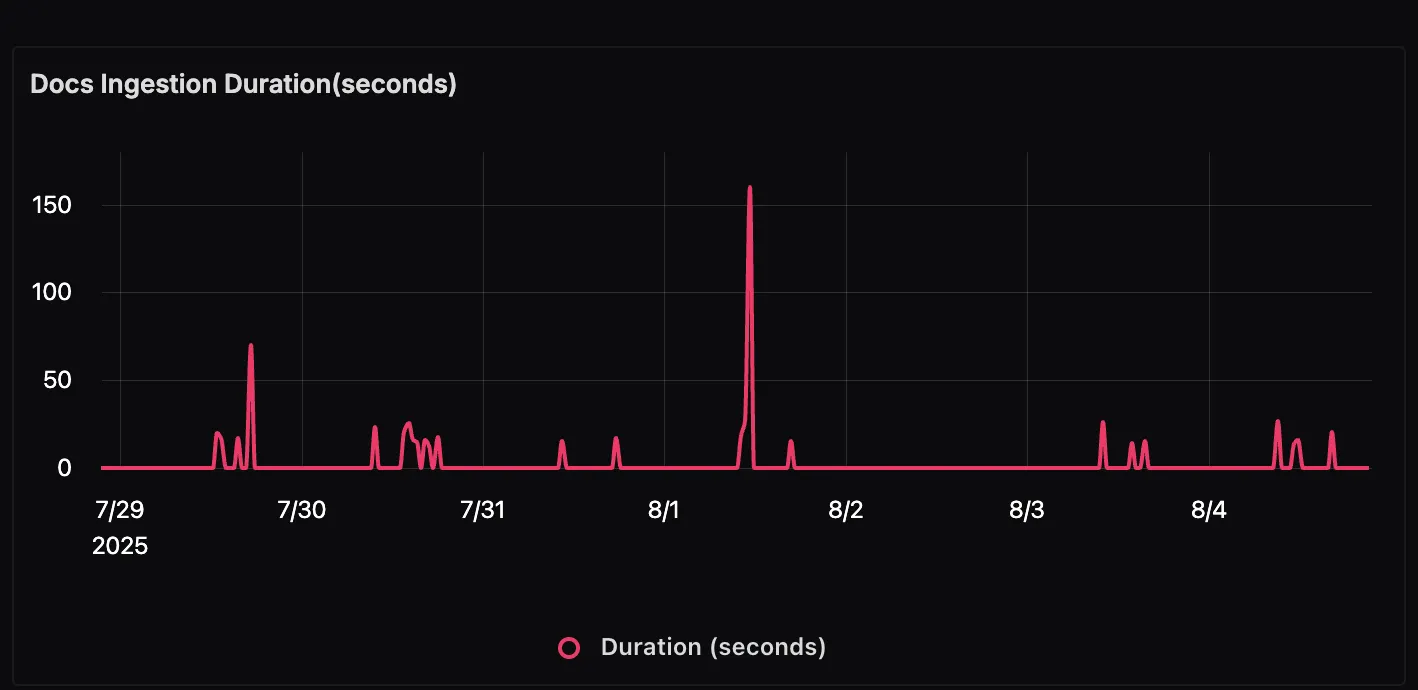 Docs Ingestion Duration(seconds)
150
100
50
0
7/29 7/30 7/31 8/1 8/2 8/3 8/4
2025
Duration (seconds)